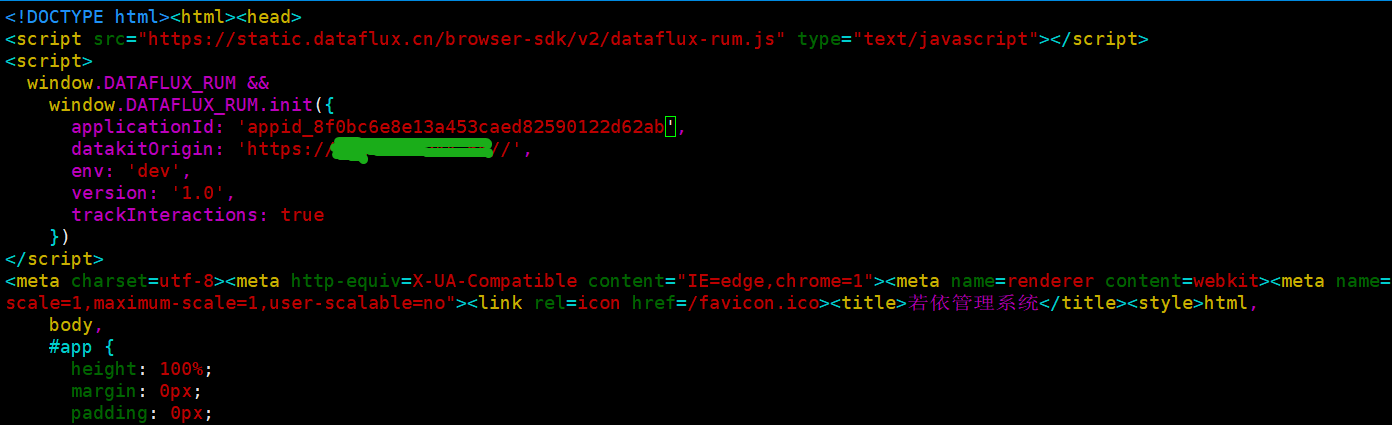 <!DOCTYPE html><html><head>
<script src="https://static.dataflux.cn/browser-sdk/v2/dataflux-rum.js" type="text/javascript"></script>
<script>
  window.DATAFLUX_RUM &&
    window.DATAFLUX_RUM.init({
      applicationId: 'appid_8f0bc6e8e13a453caed82590122d62ab',
      datakitOrigin: 'https:// //',
      env: 'dev',
      version: '1.0',
      trackInteractions: true
    })
</script>
<meta charset=utf-8><meta http-equiv=X-UA-Compatible content="IE=edge,chrome=1"><meta name=renderer content=webkit><meta name=
scale=1,maximum-scale=1,user-scalable=no"><link rel=icon href=/favicon.ico><title>若依管理系统</title><style>html,
    body,
    #app {
      height: 100%;
      margin: 0px;
      padding: 0px;